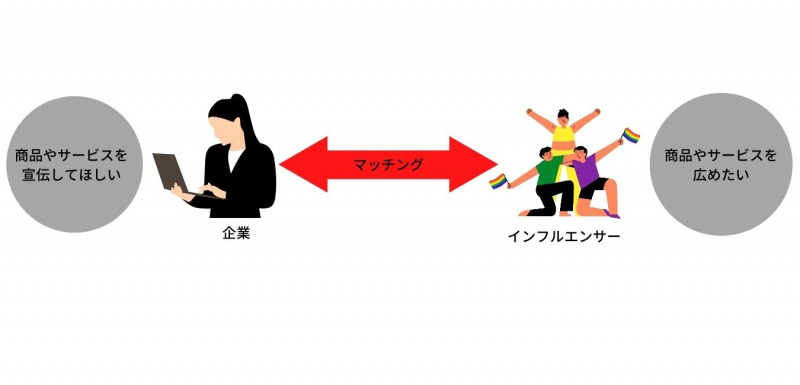 商品やサービスを
宣伝してほしい
企業
マッチング
インフルエンサー
商品やサービスを
広めたい